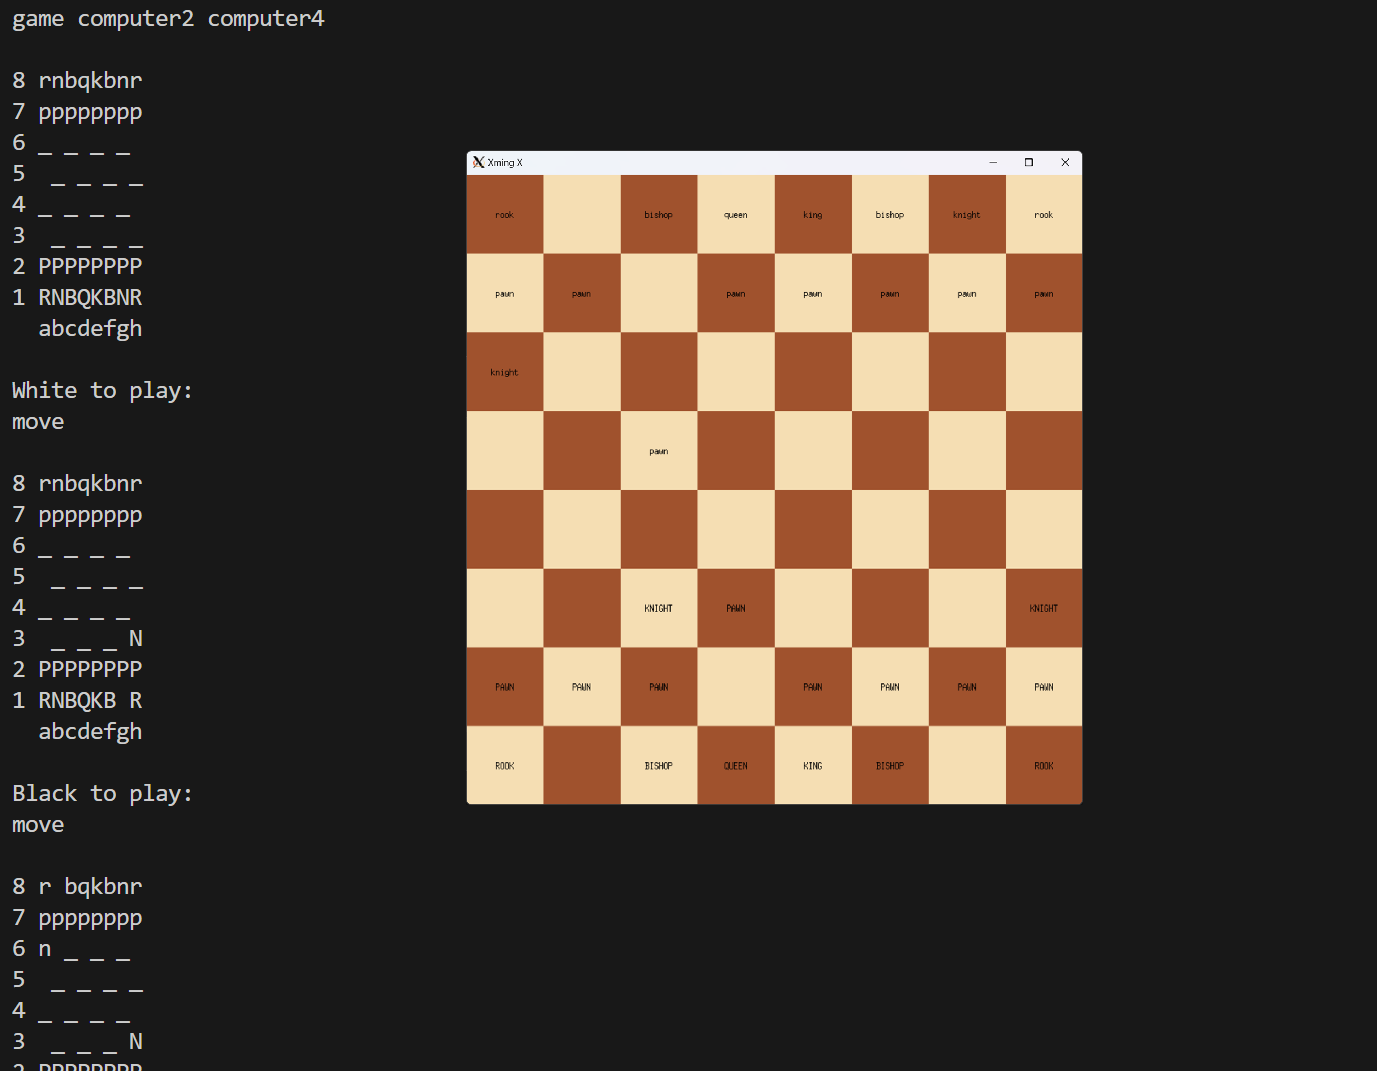 game computer2 computer4
8 rnbqkbnr
7 pppppppp
6 _ _ _ _
5  _ _ _ _
4 _ _ _ _
3  _ _ _ _
2 PPPPPPPP
1 RNBQKBNR
  abcdefgh
White to play:
move
8 rnbqkbnr
7 pppppppp
6 _ _ _ _
5  _ _ _ _
4 _ _ _ _
3  _ _ _ N
2 PPPPPPPP
1 RNBQKB R
  abcdefgh
Black to play:
move
8 r bqkbnr
7 pppppppp
6 n _ _ _
5  _ _ _ _
4 _ _ _ _
3  _ _ _ N
2 PPPPPPPP
Xming X
rook bishop queen king bishop knight rook
pawn pawn pawn pawn pawn pawn pawn
knight
pawn
KNIGHT PAWN KNIGHT
PAWN PAWN PAWN PAWN PAWN PAWN PAWN
ROOK BISHOP QUEEN KING BISHOP ROOK